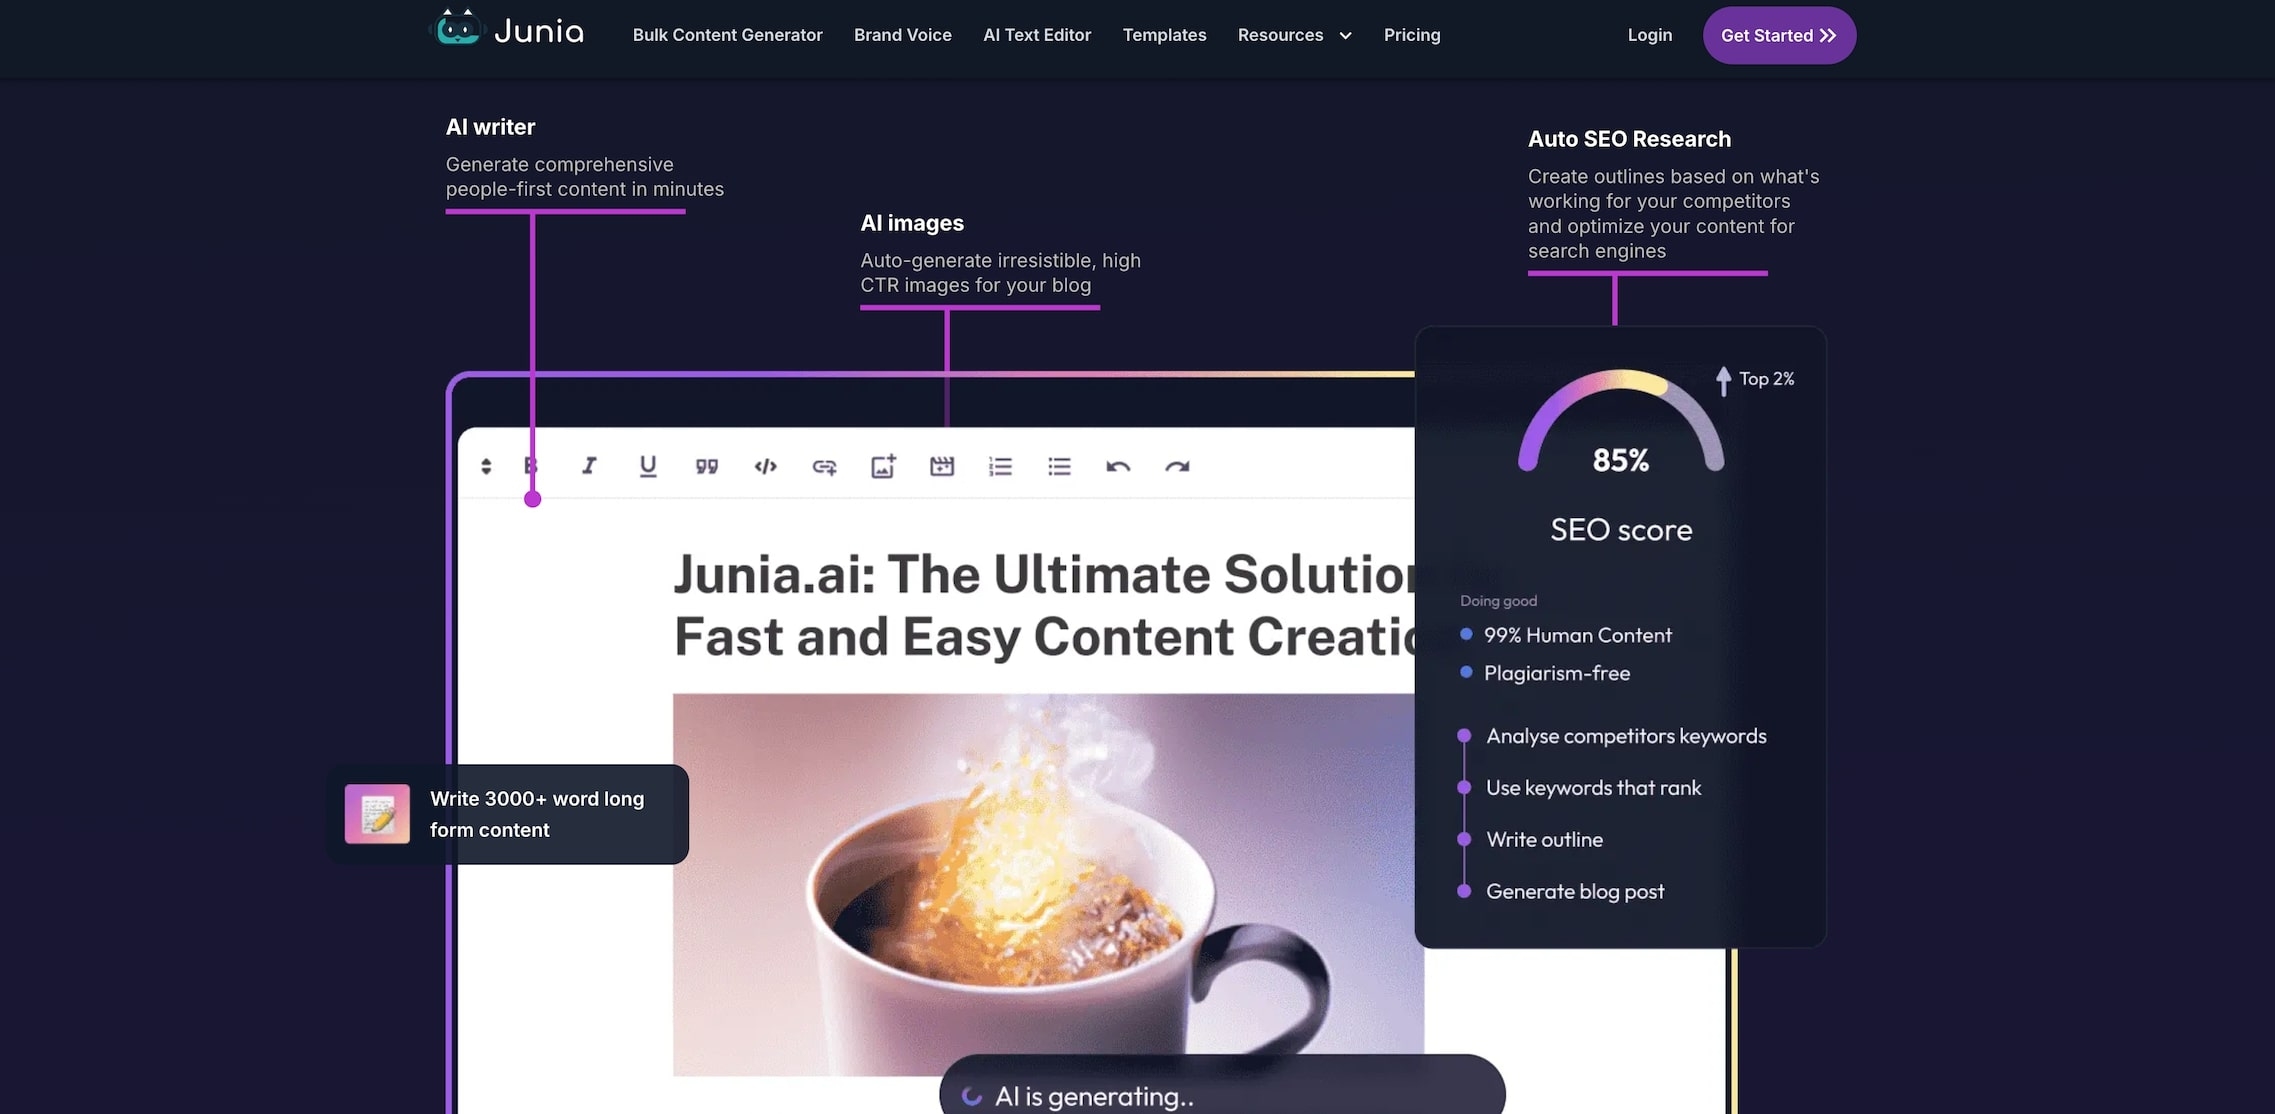 Junia
Bulk Content Generator
Brand Voice
AI Text Editor
Templates
Resources
Pricing
Login
Get Started
AI writer
Generate comprehensive
people-first content in minutes
AI images
Auto-generate irresistible, high
CTR images for your blog
Auto SEO Research
Create outlines based on what's
working for your competitors
and optimize your content for
search engines
Top 2%
85%
SEO score
Doing good
99% Human Content
Plagiarism-free
Analyse competitors keywords
Use keywords that rank
Write outline
Generate blog post
B I U
Junia.ai: The Ultimate
Fast and Easy Content
Write 3000+ word long
form content
AI is generating..